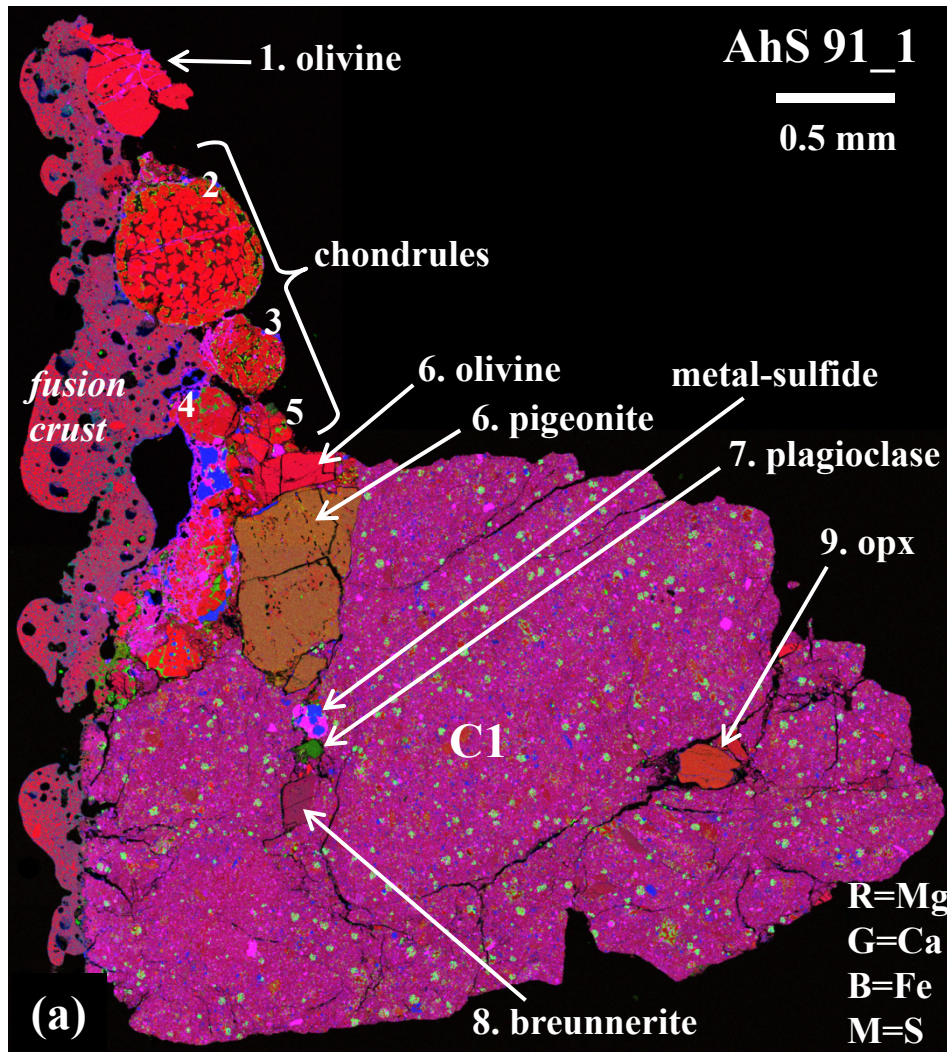 AhS 91_1
0.5 mm
1. olivine
2
chondrules
3
6. olivine
metal-sulfide
fusion
crust
4
5
6. pigeonite
7. plagioclase
9. opx
C1
R=Mg
G=Ca
B=Fe
M=S
(a)
8. breunnerite